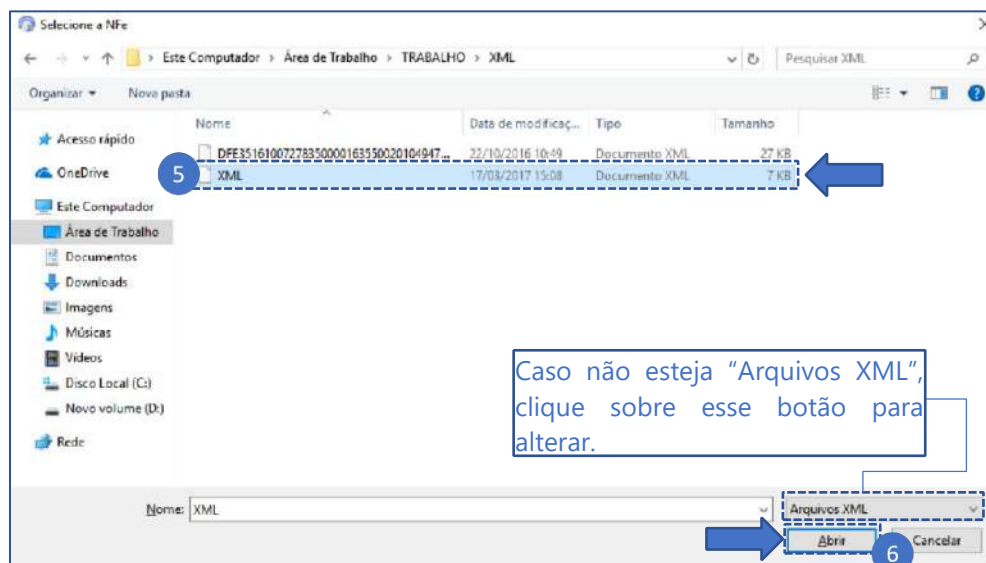 Selecione a NFe
Este Computador > Área de Trabalho > TRABALHO > XML
Pesquisar XML
Organizar
Nova pasta
Nome
Data de modificaç...
Tipo
Tamanho
Acesso rápido
DFE35161007278350000163550020104947...
22/10/2016 10:49
Documento XML
27 KB
OneDrive
5
XML
17/03/2017 15:08
Documento XML
7 KB
Este Computador
Área de Trabalho
Documentos
Downloads
Imagens
Músicas
Vídeos
Disco Local (C:)
Novo volume (D:)
Rede
Caso não esteja “Arquivos XML”,
clique sobre esse botão para
alterar.
Nome: XML
Arquivos XML
Abrir
Cancelar
6